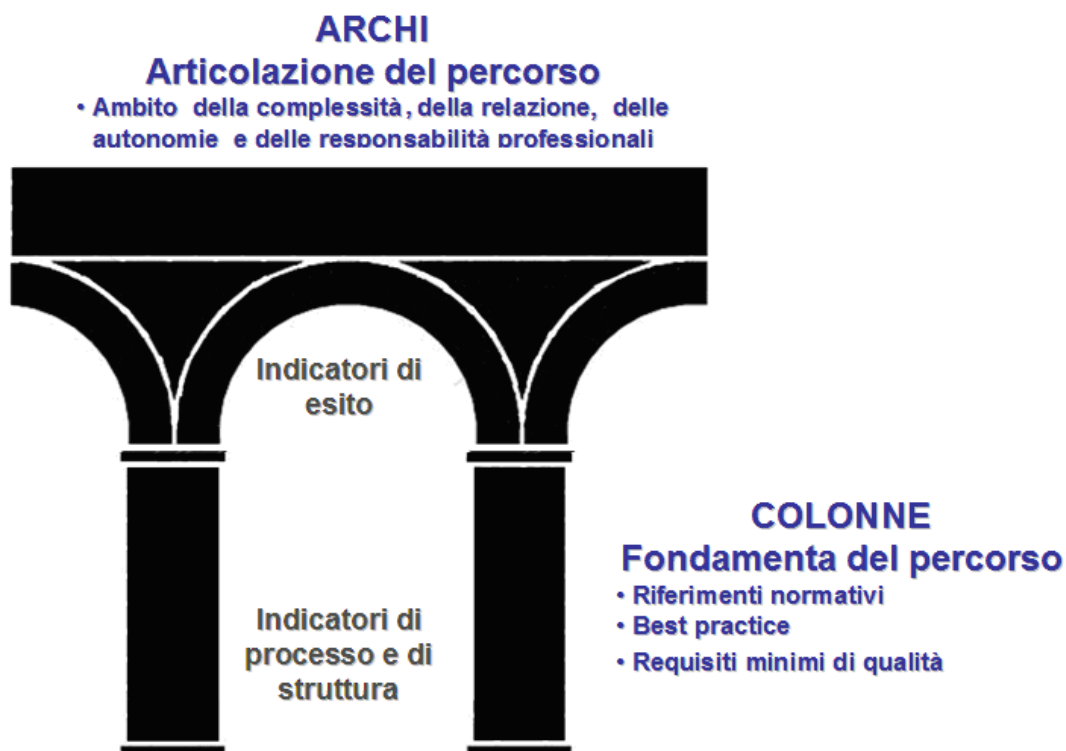 ARCHI
Articolazione del percorso
• Ambito della complessità, della relazione, delle
autonomie e delle responsabilità professionali
Indicatori di
esito
COLONNE
Fondamenta del percorso
• Riferimenti normativi
• Best practice
• Requisiti minimi di qualità
Indicatori di
processo e di
struttura